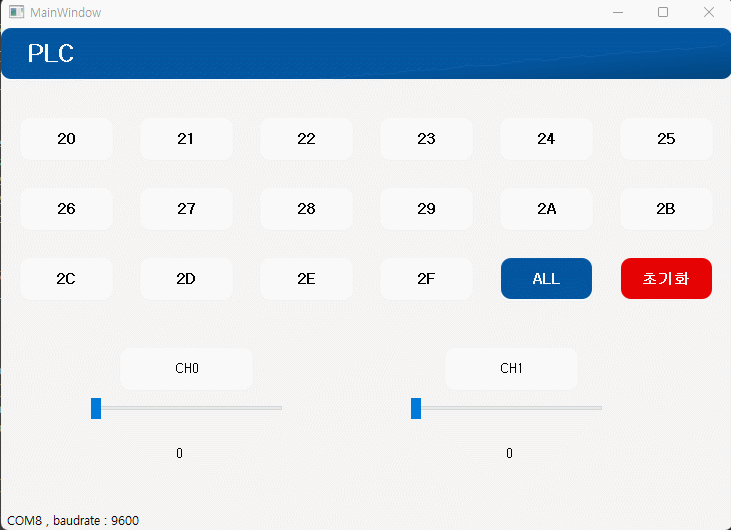 MainWindow
PLC
20 21 22 23 24 25
26 27 28 29 2A 2B
2C 2D 2E 2F ALL 초기화
CH0 CH1
0 0
COM8 , baudrate : 9600